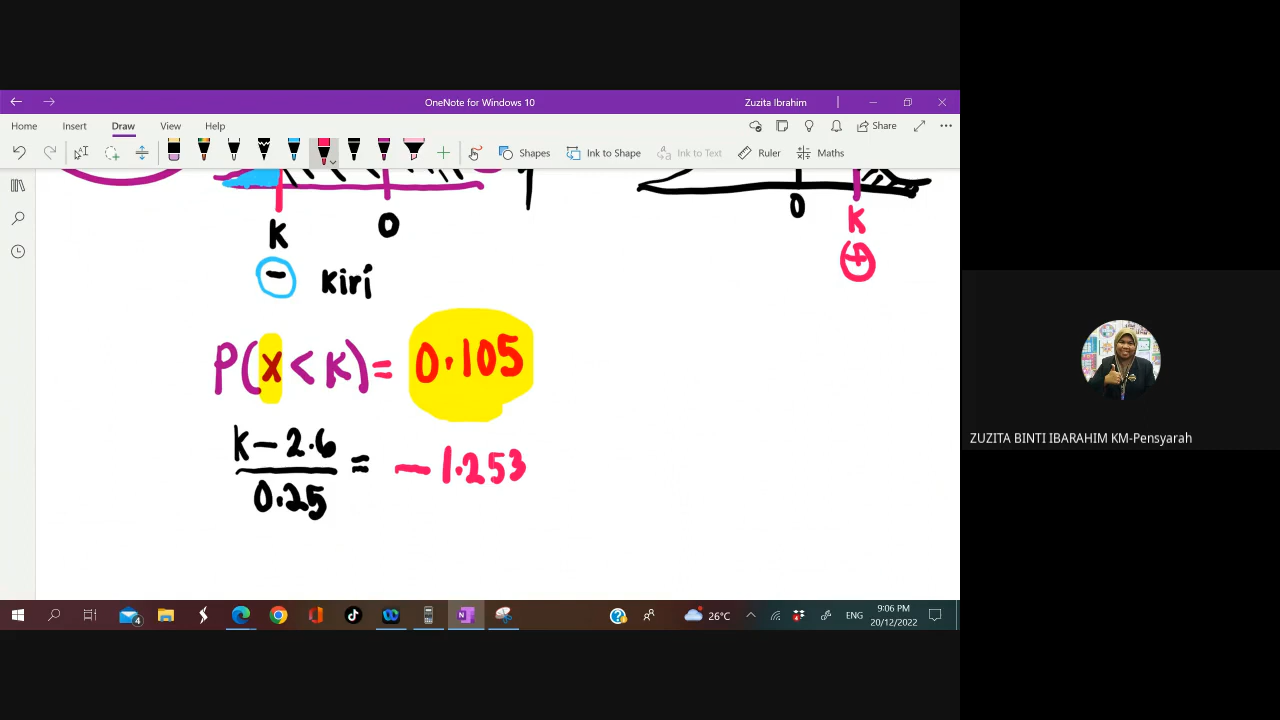 OneNote for Windows 10
Zuzita Ibrahim
Home Insert Draw View Help
Share
Shapes
Ink to Shape
Ink to Text
Ruler
Maths
K 0
0
K
- Kiri
+
P(x < K) = 0.105
K - 2.6
0.25
= -1.253
ZUZITA BINTI IBARAHIM KM-Pensyarah
4
26°C
ENG
9:06 PM
20/12/2022